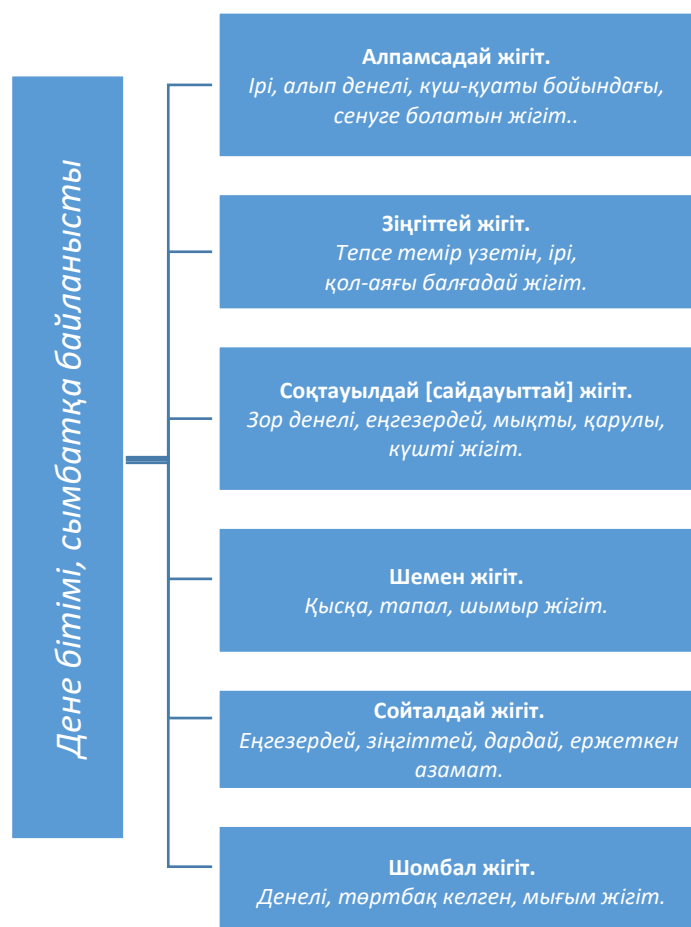 Дене бітімі, сымбатқа байланысты
Алпамсадай жігіт.
Ірі, алып денелі, күш-қуаты бойындағы,
сенуге болатын жігіт..
Зіңгіттей жігіт.
Тепсе темір үзетін, ірі,
қол-аяғы балғадай жігіт.
Соқтауылдай [сайдауыттай] жігіт.
Зор денелі, еңгезердей, мықты, қарулы,
күшті жігіт.
Шемен жігіт.
Қысқа, тапал, шымыр жігіт.
Сойталдай жігіт.
Еңгезердей, зіңгіттей, дардай, ержеткен
азамат.
Шомбал жігіт.
Денелі, төртбақ келген, мығым жігіт.